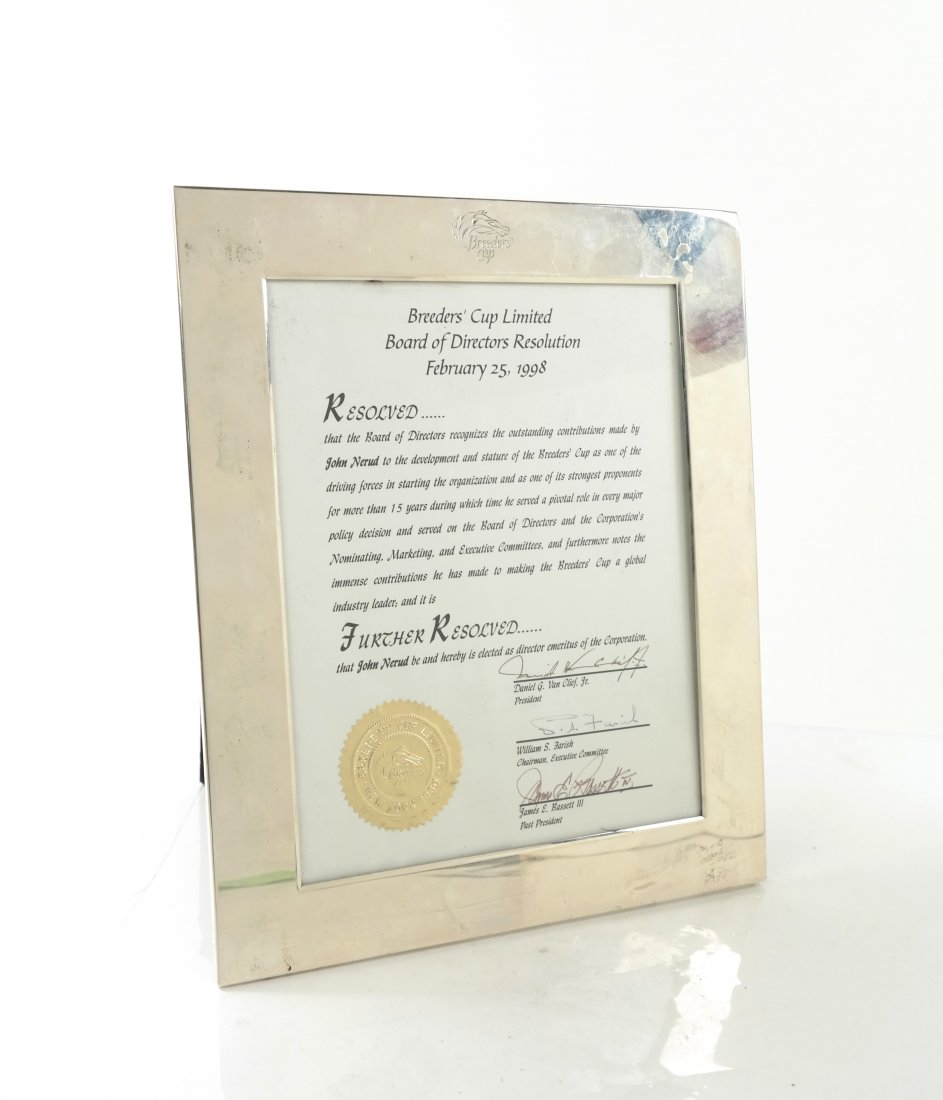 Breeders'
Cup
Breeders' Cup Limited
Board of Directors Resolution
February 25, 1998
RESOLVED......
that the Board of Directors recognizes the outstanding contributions made by
John Nerud to the development and stature of the Breeders' Cup as one of the
driving forces in starting the organization and as one of its strongest proponents
for more than 15 years during which time he served a pivotal role in every major
policy decision and served on the Board of Directors and the Corporation's
Nominating, Marketing, and Executive Committees, and furthermore notes the
immense contributions he has made to making the Breeders' Cup a global
industry leader; and it is
FURTHER RESOLVED......
that John Nerud be and hereby is elected as director emeritus of the Corporation.
Daniel G. Van Clief, Jr.
President
W. S. Farish
William S. Farish
Chairman, Executive Committee
James E. Bassett III
James E. Bassett III
Past President
BREEDERS' CUP LIMITED